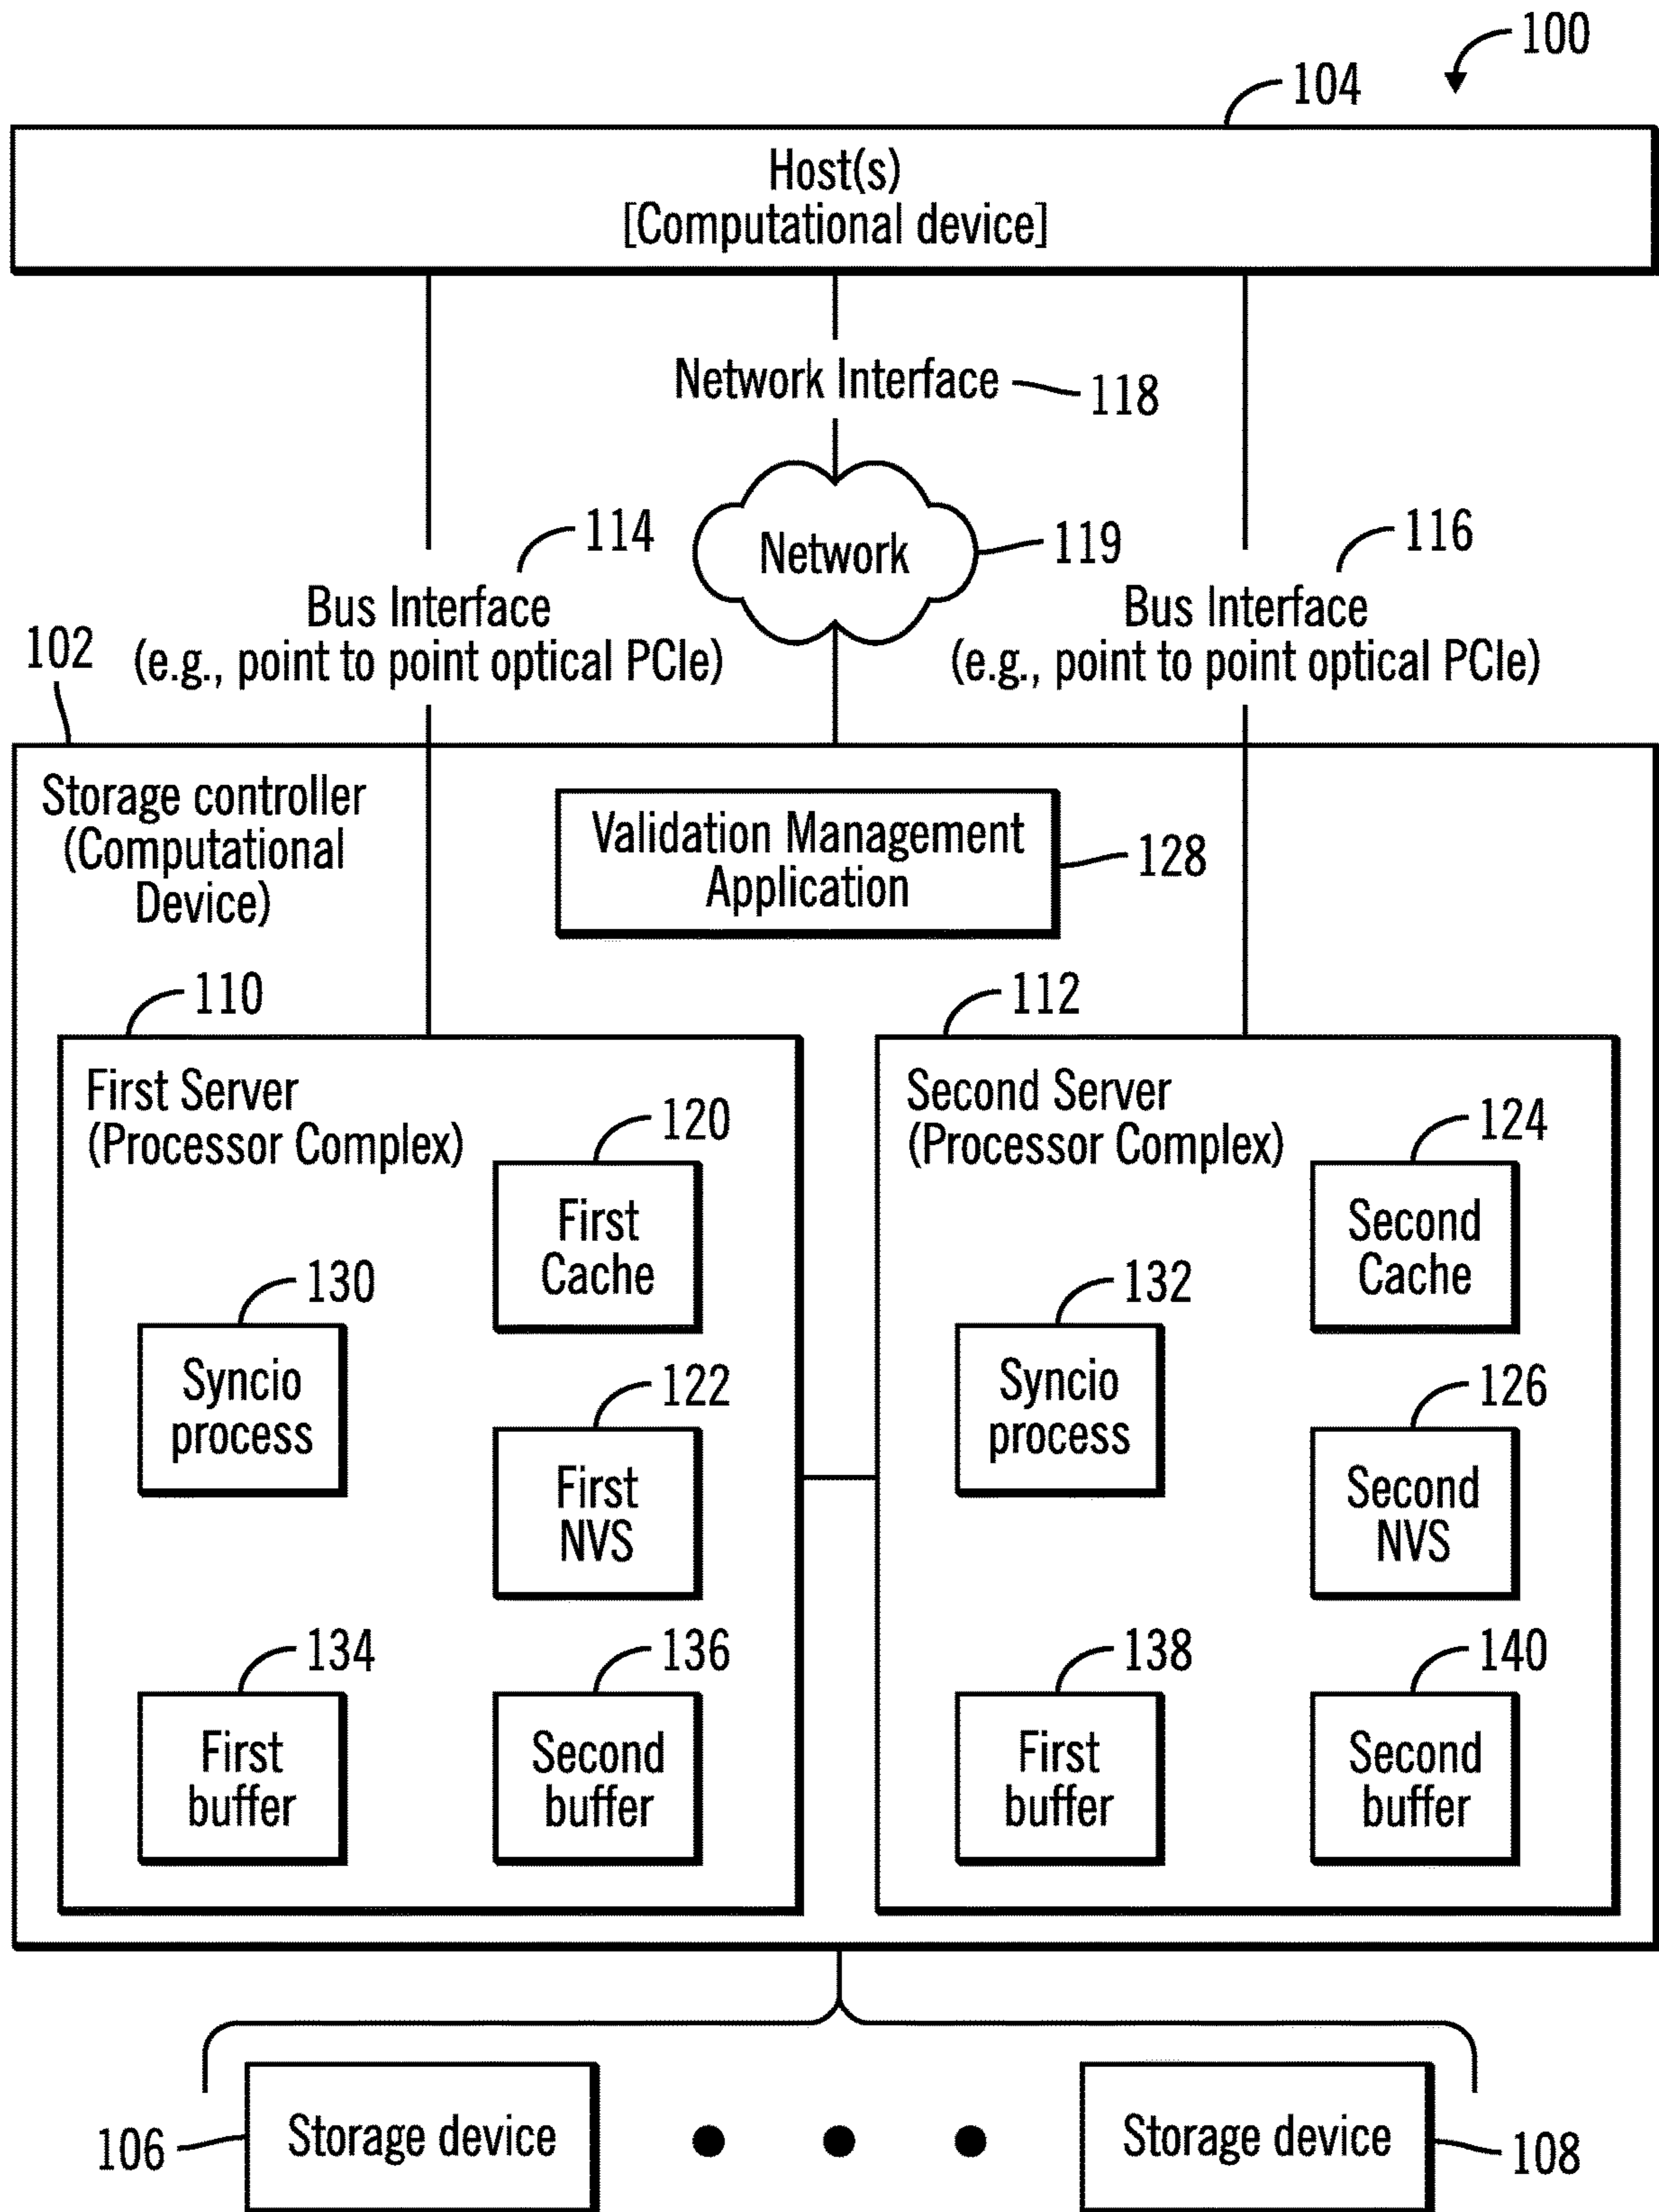 100
104
Host(s)
[Computational device]
Network Interface
118
114
Network
119
116
Bus Interface
(e.g., point to point optical PCIe)
Bus Interface
(e.g., point to point optical PCIe)
102
Storage controller
(Computational
Device)
Validation Management
Application
128
110
112
First Server
(Processor Complex)
120
First
Cache
130
Syncio
process
122
First
NVS
134
First
buffer
136
Second
buffer
Second Server
(Processor Complex)
124
Second
Cache
132
Syncio
process
126
Second
NVS
138
First
buffer
140
Second
buffer
106
Storage device
Storage device
108